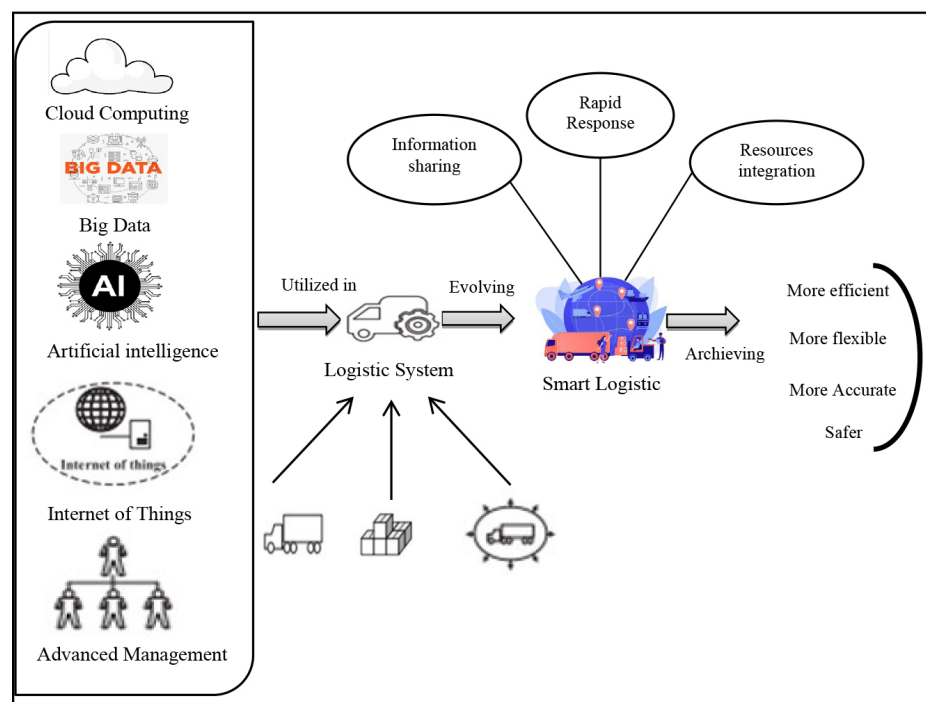 Cloud Computing
BIG DATA
Big Data
AI
Artificial intelligence
Internet of things
Internet of Things
Advanced Management
Utilized in
Logistic System
Evolving
Information
sharing
Rapid
Response
Resources
integration
Smart Logistic
Archieving
More efficient
More flexible
More Accurate
Safer